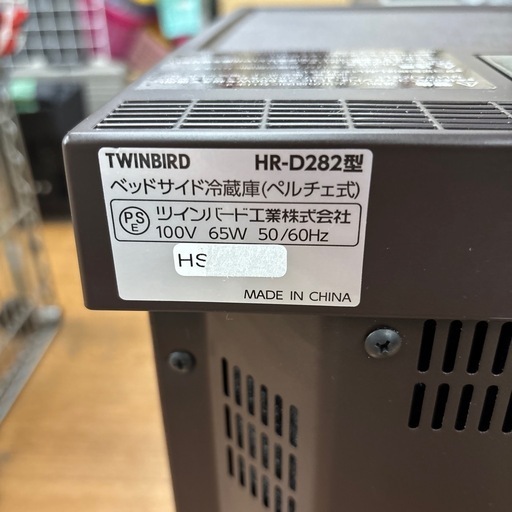 TWINBIRD HR-D282型
ベッドサイド冷蔵庫(ペルチェ式)
PSE ツインバード工業株式会社
100V 65W 50/60Hz
HS
MADE IN CHINA